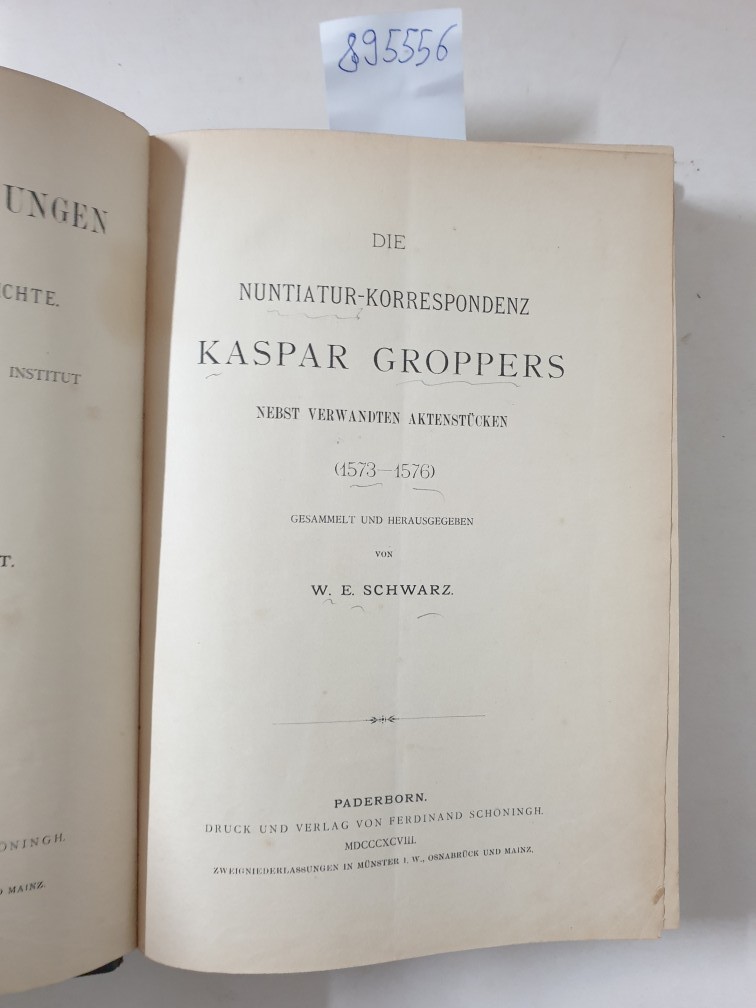 895556
UNGEN
CHTE.
INSTITUT
T.
ÖNINGH.
MAINZ.
DIE
NUNTIATUR-KORRESPONDENZ
KASPAR GROPPERS
NEBST VERWANDTEN AKTENSTÜCKEN
(1573—1576)
GESAMMELT UND HERAUSGEGEBEN
VON
W. E. SCHWARZ.
PADERBORN.
DRUCK UND VERLAG VON FERDINAND SCHÖNINGH.
MDCCCXCVIII.
ZWEIGNIEDERLASSUNGEN IN MÜNSTER I. W., OSNABRÜCK UND MAINZ.